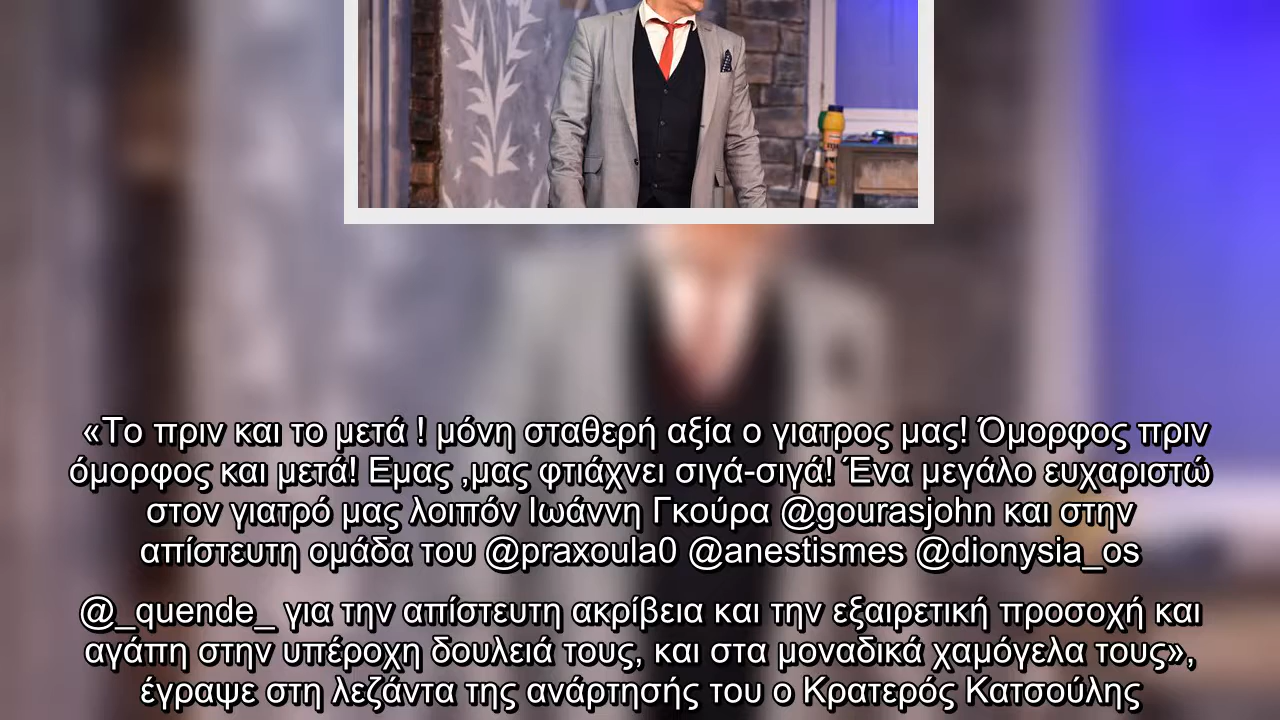 «Το πριν και το μετά ! μόνη σταθερή αξία ο γιατρος μας! Όμορφος πριν
όμορφος και μετά! Εμας ,μας φτιάχνει σιγά-σιγά! Ένα μεγάλο ευχαριστώ
στον γιατρό μας λοιπόν Ιωάννη Γκούρα @gourasjohn και στην
απίστευτη ομάδα του @praxoula0 @anestismes @dionysia_os
@_quende_ για την απίστευτη ακρίβεια και την εξαιρετική προσοχή και
αγάπη στην υπέροχη δουλειά τους, και στα μοναδικά χαμόγελα τους»,
έγραψε στη λεζάντα της ανάρτησής του ο Κρατερός Κατσούλης